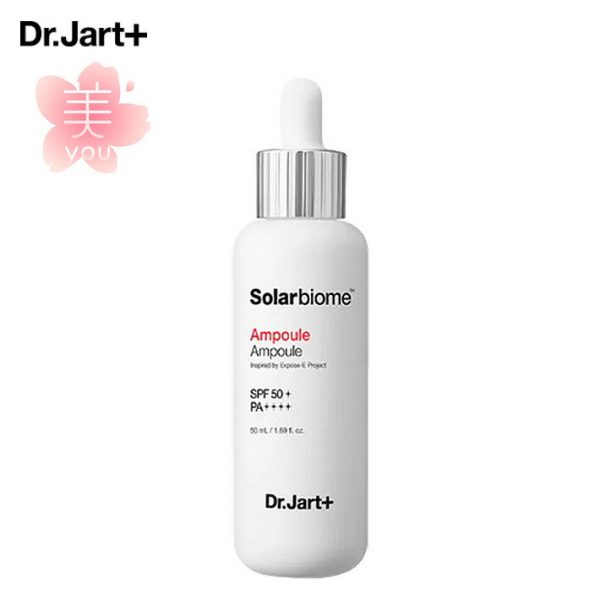 Dr.Jart+
美
you
Solarbiome™
Ampoule
Ampoule
Inspired by Expose-E Project
SPF 50+
PA++++
50 mL / 1.69 fl. oz.
Dr.Jart+